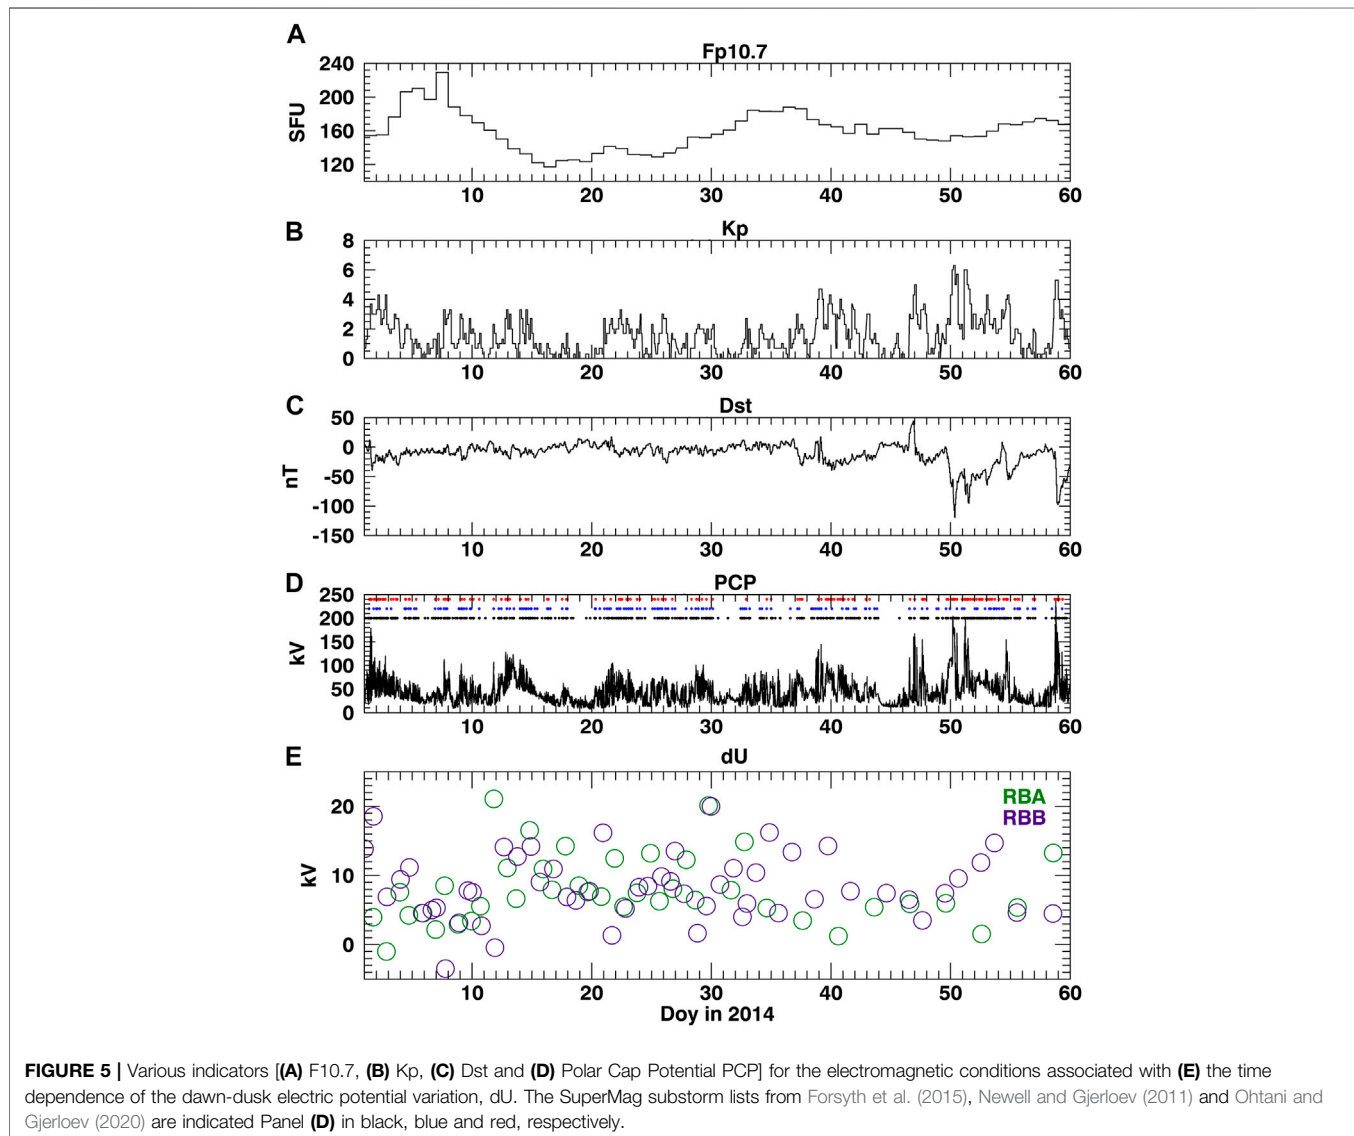 A
Fp10.7
240
200
160
120
SFU
10 20 30 40 50 60
B
Kp
8
6
4
2
0
10 20 30 40 50 60
C
Dst
50
0
-50
-100
-150
nT
10 20 30 40 50 60
D
PCP
250
200
150
100
50
0
kV
10 20 30 40 50 60
E
dU
20
10
0
kV
RBA
RBB
10 20 30 40 50 60
Doy in 2014
FIGURE 5 | Various indicators [(A) F10.7, (B) Kp, (C) Dst and (D) Polar Cap Potential PCP] for the electromagnetic conditions associated with (E) the time
dependence of the dawn-dusk electric potential variation, dU. The SuperMag substorm lists from Forsyth et al. (2015), Newell and Gjerloev (2011) and Ohtani and
Gjerloev (2020) are indicated Panel (D) in black, blue and red, respectively.